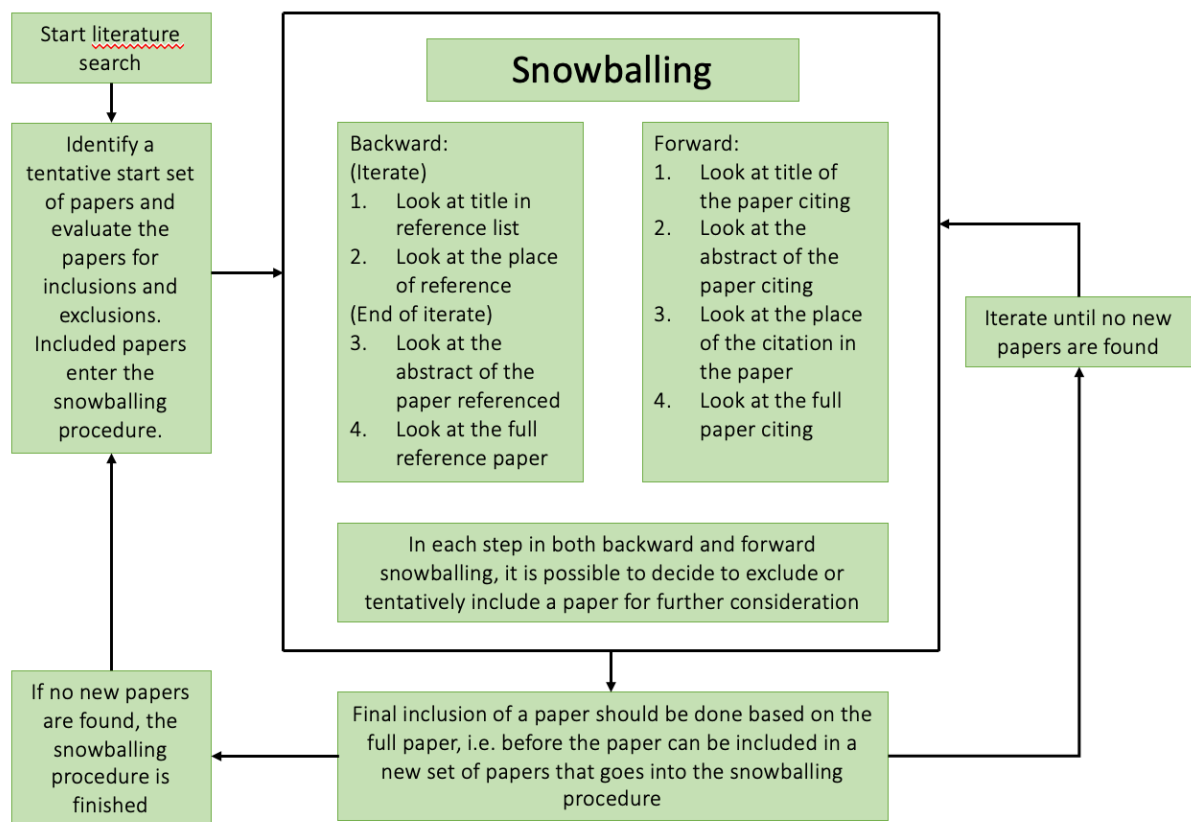 Start literature
search
Identify a
tentative start set
of papers and
evaluate the
papers for
inclusions and
exclusions.
Included papers
enter the
snowballing
procedure.
Snowballing
Backward:
(Iterate)
1. Look at title in
reference list
2. Look at the place
of reference
(End of iterate)
3. Look at the
abstract of the
paper referenced
4. Look at the full
reference paper
Forward:
1. Look at title of
the paper citing
2. Look at the
abstract of the
paper citing
3. Look at the place
of the citation in
the paper
4. Look at the full
paper citing
In each step in both backward and forward
snowballing, it is possible to decide to exclude or
tentatively include a paper for further consideration
Iterate until no new
papers are found
Final inclusion of a paper should be done based on the
full paper, i.e. before the paper can be included in a
new set of papers that goes into the snowballing
procedure
If no new papers
are found, the
snowballing
procedure is
finished